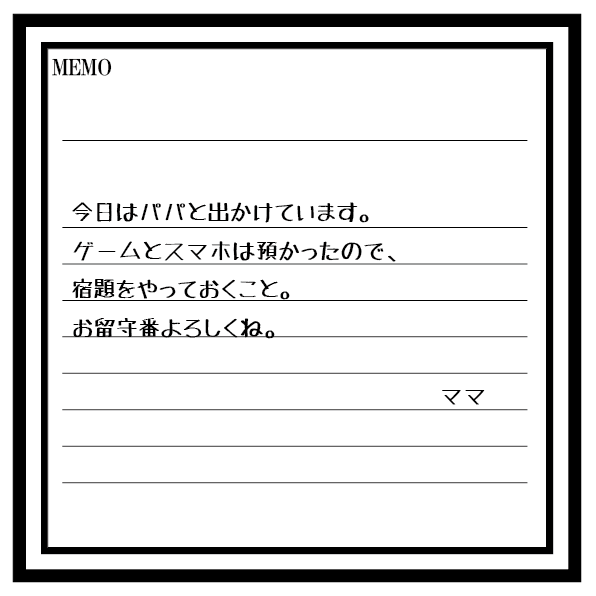 MEMO
今日はパパと出かけています。
ゲームとスマホは預かったので、
宿題をやっておくこと。
お留守番よろしくね。
ママ